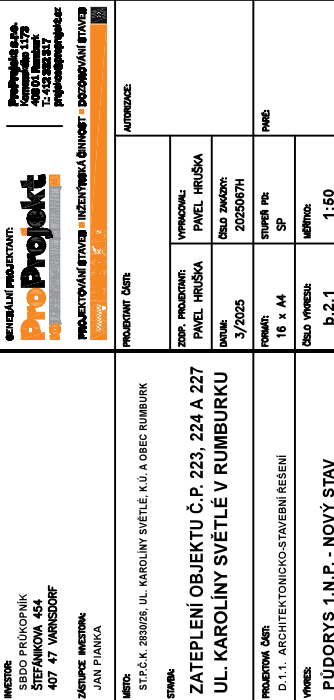 INVESTOR:
SBDO PRŮKOPNÍK
ŠTEFÁNIKOVA 454
407 47 VARNSDORF
ZÁSTUPCE INVESTORA:
JAN PIANKA
GENERÁLNÍ PROJEKTANT:
ProProjekt
ProProjekt s.r.o.
Komenského 1173
408 01 Rumburk
T.: 412 332 317
projekce@proprojekt.cz
PROJEKTOVÁNÍ STAVEB ■ INŽENÝRSKÁ ČINNOST ■ DOZOROVÁNÍ STAVEB
MÍSTO:
ST.P.Č.K. 2830/26, UL. KAROLÍNY SVĚTLÉ, K.Ú. A OBEC RUMBURK
PROJEKTANT ČÁSTI:
AUTORIZACE:
STAVBA:
ZATEPLENÍ OBJEKTU Č.P. 223, 224 A 227
UL. KAROLÍNY SVĚTLÉ V RUMBURKU
ZODP. PROJEKTANT:
PAVEL HRUŠKA
VYPRACOVAL:
PAVEL HRUŠKA
DATUM:
3/2025
ČÍSLO ZAKÁZKY:
2025067H
PROJEKTOVÁ ČÁST:
D.1.1. ARCHITEKTONICKO-STAVEBNÍ ŘEŠENÍ
FORMÁT:
16 x A4
STUPEŇ PD:
SP
PARÉ:
VÝKRES:
PŮDORYS 1.N.P. - NOVÝ STAV
ČÍSLO VÝKRESU:
b.2.1
MĚŘÍTKO:
1:50